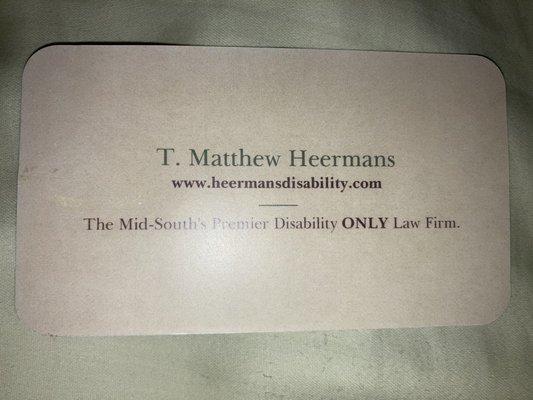 T. Matthew Heermans
www.heermansdisability.com
The Mid-South's Premier Disability ONLY Law Firm.